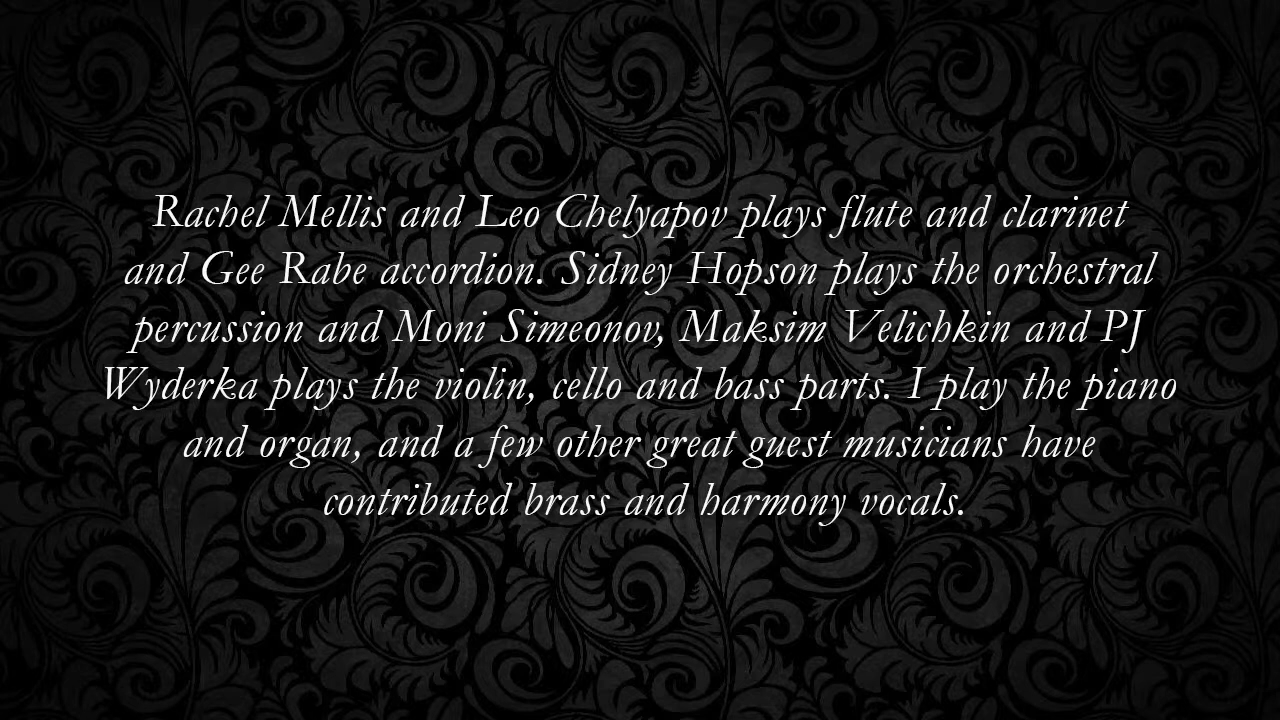 Rachel Mellis and Leo Chelyapov plays flute and clarinet
and Gee Rabe accordion. Sidney Hopson plays the orchestral
percussion and Moni Simeonov, Maksim Velichkin and PJ
Wyderka plays the violin, cello and bass parts. I play the piano
and organ, and a few other great guest musicians have
contributed brass and harmony vocals.